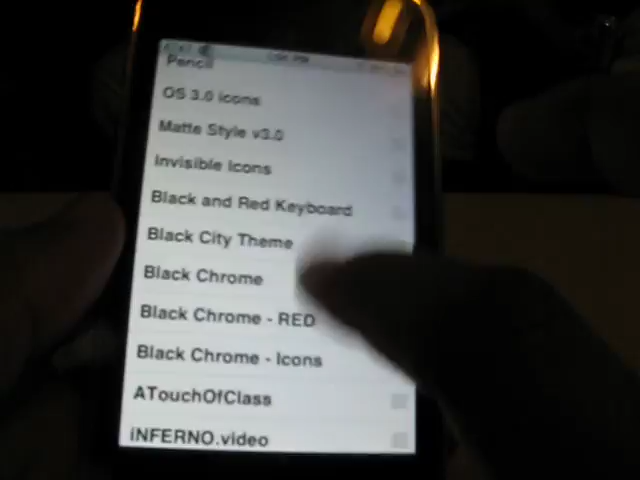 Pencil
OS 3.0 Icons
Matte Style v3.0
Invisible Icons
Black and Red Keyboard
Black City Theme
Black Chrome
Black Chrome - RED
Black Chrome - Icons
ATouchOfClass
iNFERNO.video